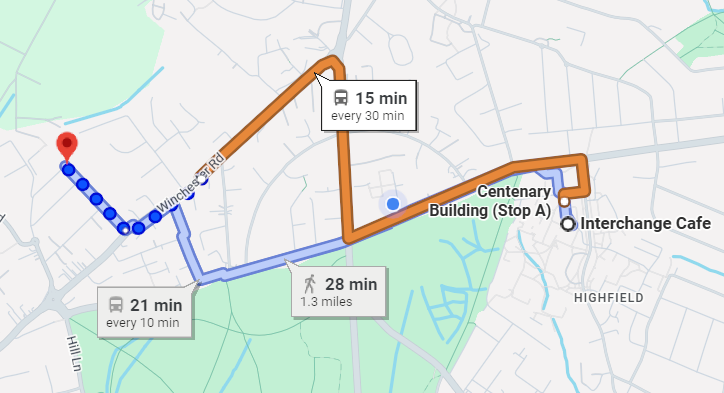 15 min
every 30 min
Winchester Rd
Centenary
Building (Stop A)
Interchange Cafe
28 min
1.3 miles
21 min
every 10 min
HIGHFIELD
Hill Ln